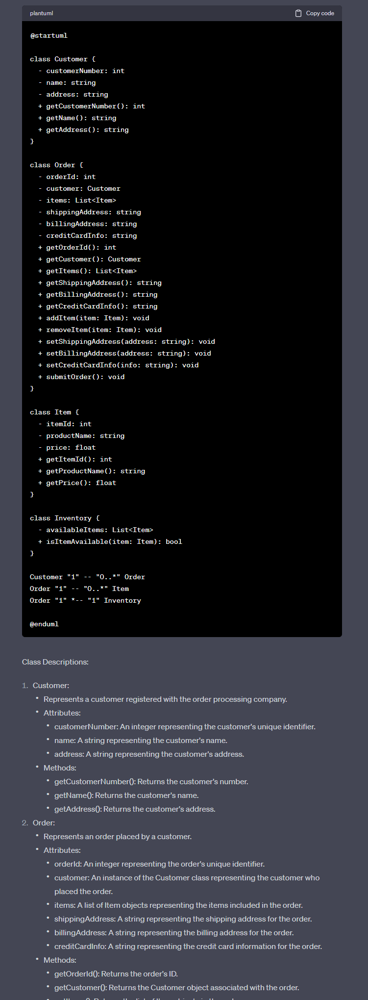 plantuml
Copy code
@startuml
class Customer {
- customerNumber: int
- name: string
- address: string
+ getCustomerNumber(): int
+ getName(): string
+ getAddress(): string
}
class Order {
- orderId: int
- customer: Customer
- items: List<Item>
- shippingAddress: string
- billingAddress: string
- creditCardInfo: string
+ getOrderId(): int
+ getCustomer(): Customer
+ getItems(): List<Item>
+ getShippingAddress(): string
+ getBillingAddress(): string
+ getCreditCardInfo(): string
+ addItem(item: Item): void
+ removeItem(item: Item): void
+ setShippingAddress(address: string): void
+ setBillingAddress(address: string): void
+ setCreditCardInfo(info: string): void
+ submitOrder(): void
}
class Item {
- itemId: int
- productName: string
- price: float
+ getItemId(): int
+ getProductName(): string
+ getPrice(): float
}
class Inventory {
- availableItems: List<Item>
+ isItemAvailable(item: Item): bool
}
Customer "1" -- "0..*" Order
Order "1" -- "0..*" Item
Order "1" *-- "1" Inventory
@enduml
Class Descriptions:
1. Customer:
• Represents a customer registered with the order processing company.
• Attributes:
• customerNumber: An integer representing the customer's unique identifier.
• name: A string representing the customer's name.
• address: A string representing the customer's address.
• Methods:
• getCustomerNumber(): Returns the customer's number.
• getName(): Returns the customer's name.
• getAddress(): Returns the customer's address.
2. Order:
• Represents an order placed by a customer.
• Attributes:
• orderId: An integer representing the order's unique identifier.
• customer: An instance of the Customer class representing the customer who
placed the order.
• items: A list of Item objects representing the items included in the order.
• shippingAddress: A string representing the shipping address for the order.
• billingAddress: A string representing the billing address for the order.
• creditCardInfo: A string representing the credit card information for the order.
• Methods:
• getOrderId(): Returns the order's ID.
• getCustomer(): Returns the Customer object associated with the order.